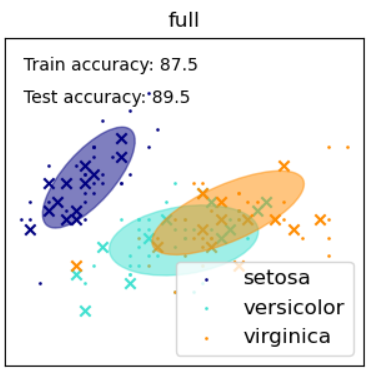 full
Train accuracy: 87.5
Test accuracy: 89.5
setosa
versicolor
virginica